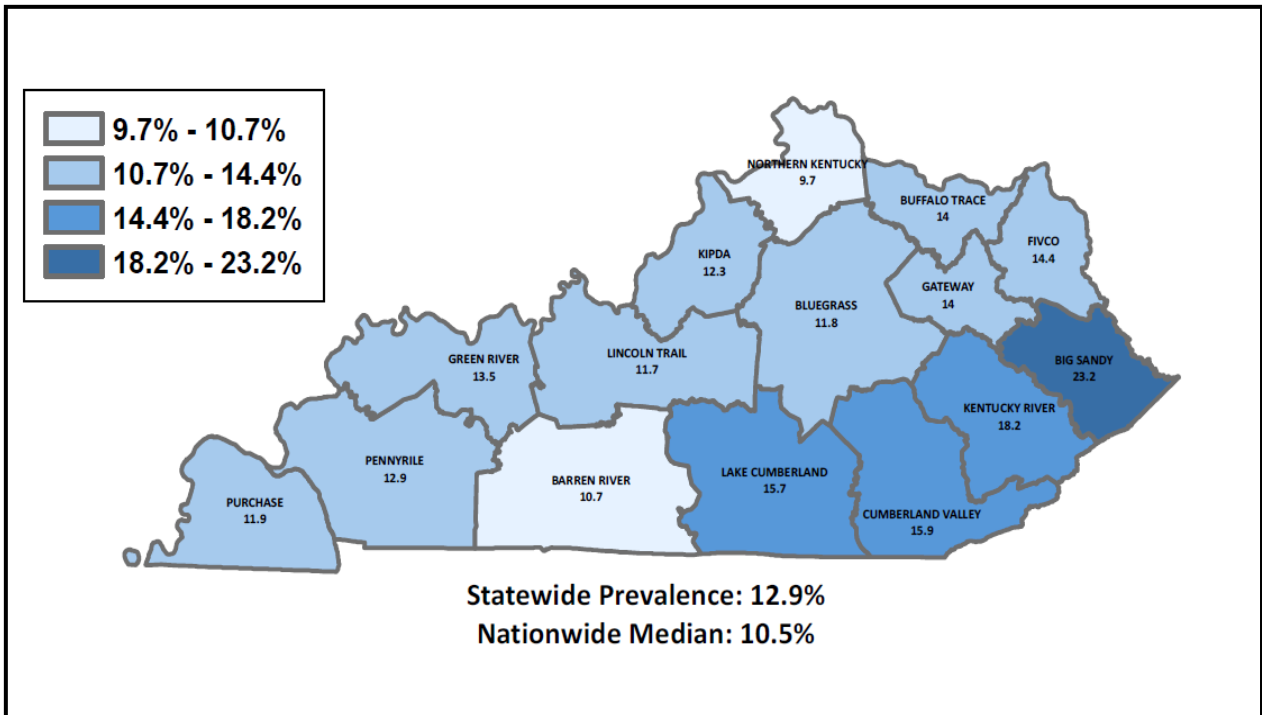 9.7% - 10.7%
10.7% - 14.4%
14.4% - 18.2%
18.2% - 23.2%
NORTHERN KENTUCKY
9.7
BUFFALO TRACE
14
FIVCO
14.4
KIPDA
12.3
GATEWAY
14
BLUEGRASS
11.8
GREEN RIVER
13.5
LINCOLN TRAIL
11.7
BIG SANDY
23.2
KENTUCKY RIVER
18.2
PENNYRILE
12.9
BARREN RIVER
10.7
LAKE CUMBERLAND
15.7
PURCHASE
11.9
CUMBERLAND VALLEY
15.9
Statewide Prevalence: 12.9%
Nationwide Median: 10.5%